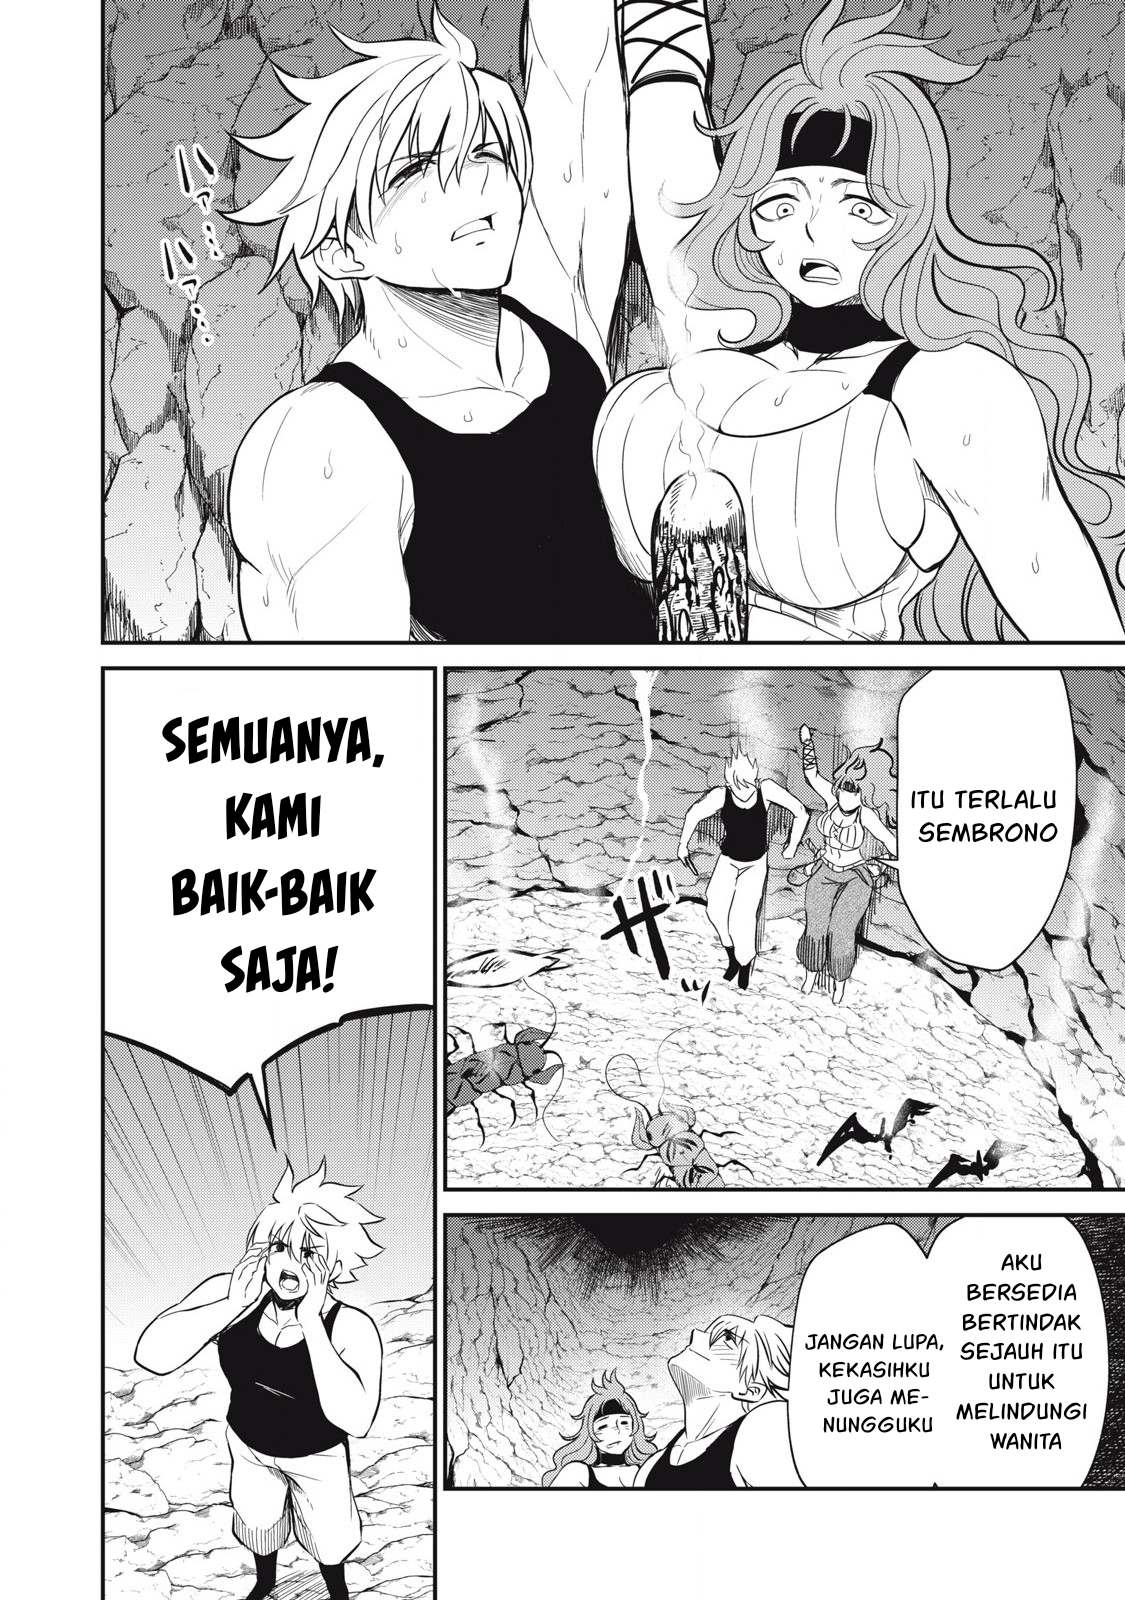 ハァ…
ハァ…
ITU TERLALU
SEMBRONO
ザッ
AKU
BERSEDIA
BERTINDAK
SEJAUH ITU
UNTUK
MELINDUNGI
WANITA
JANGAN LUPA,
KEKASIHKU
JUGA ME-
NUNGGUKU
SEMUANYA,
KAMI
BAIK-BAIK
SAJA!